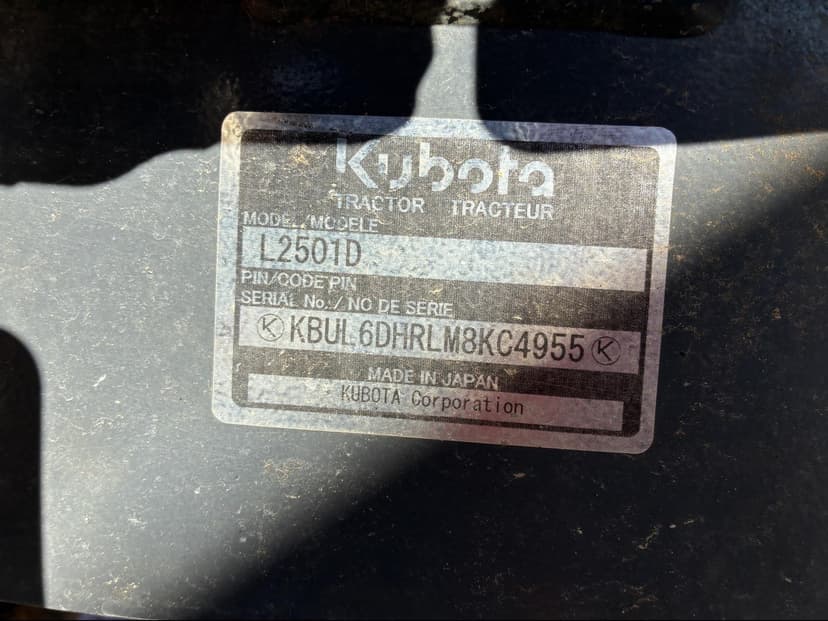 Kubota
TRACTOR TRACTEUR
MODEL/MODELE
L2501D
PIN/CODE PIN
SERIAL No./NO DE SERIE
Ⓚ KBUL6DHRLM8KC4955 Ⓚ
MADE IN JAPAN
KUBOTA Corporation